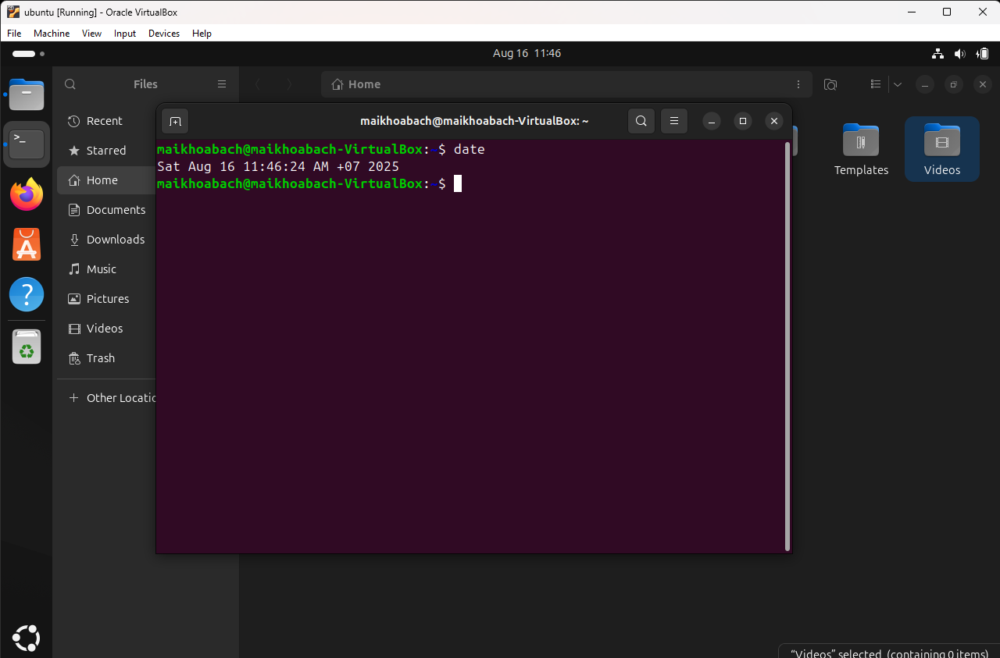 ubuntu [Running] - Oracle VirtualBox
File Machine View Input Devices Help
Aug 16 11:46
Files
Home
Recent
Starred
Home
Documents
Downloads
Music
Pictures
Videos
Trash
Other Locatio
maikhoabach@maikhoabach-VirtualBox: ~
maikhoabach@maikhoabach-VirtualBox:~$ date
Sat Aug 16 11:46:24 AM +07 2025
maikhoabach@maikhoabach-VirtualBox:~$
Templates
Videos
“Videos” selected (containing 0 items)